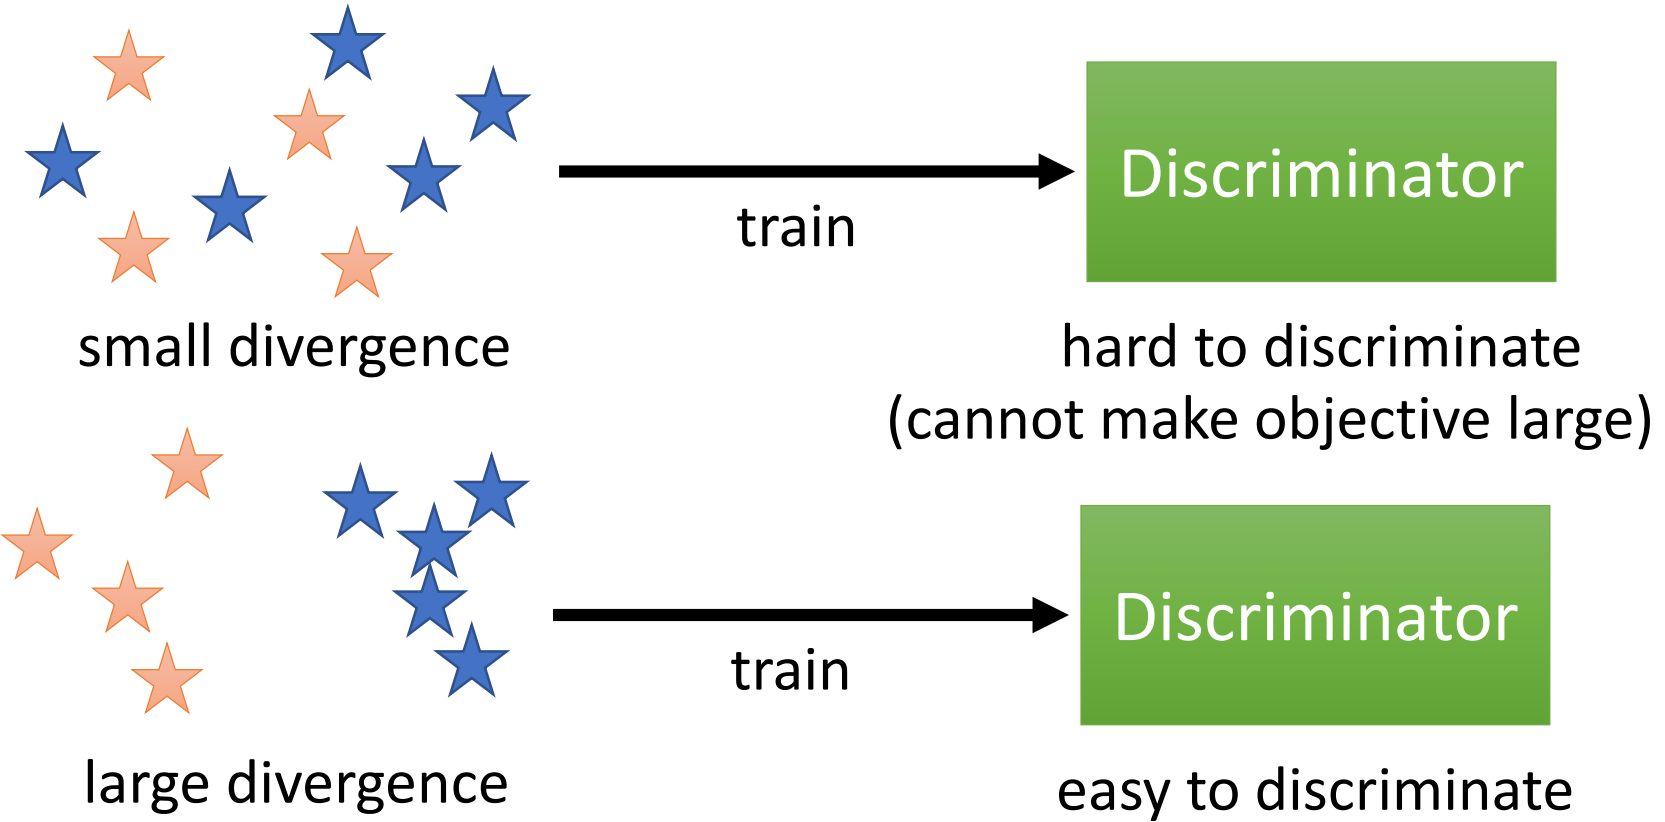 Discriminator
train
small divergence
hard to discriminate
(cannot make objective large)
Discriminator
train
large divergence
easy to discriminate